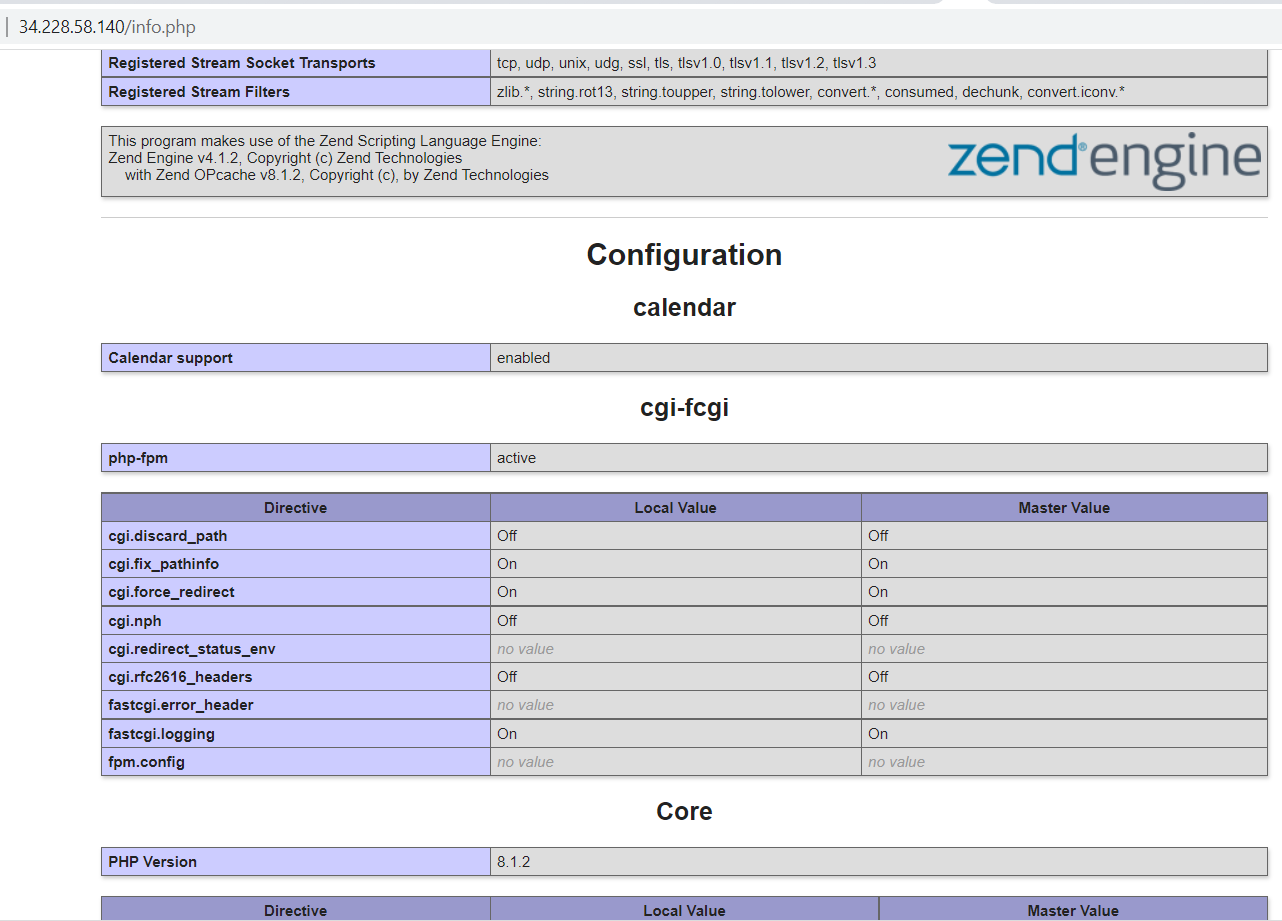 34.228.58.140/info.php
Registered Stream Socket Transports tcp, udp, unix, udg, ssl, tls, tlsv1.0, tlsv1.1, tlsv1.2, tlsv1.3
Registered Stream Filters zlib.*, string.rot13, string.toupper, string.tolower, convert.*, consumed, dechunk, convert.iconv.*
This program makes use of the Zend Scripting Language Engine:
Zend Engine v4.1.2, Copyright (c) Zend Technologies
with Zend OPcache v8.1.2, Copyright (c), by Zend Technologies
zend® engine
Configuration
calendar
Calendar support enabled
cgi-fcgi
php-fpm active
Directive Local Value Master Value
cgi.discard_path Off Off
cgi.fix_pathinfo On On
cgi.force_redirect On On
cgi.nph Off Off
cgi.redirect_status_env no value no value
cgi.rfc2616_headers Off Off
fastcgi.error_header no value no value
fastcgi.logging On On
fpm.config no value no value
Core
PHP Version 8.1.2
Directive Local Value Master Value